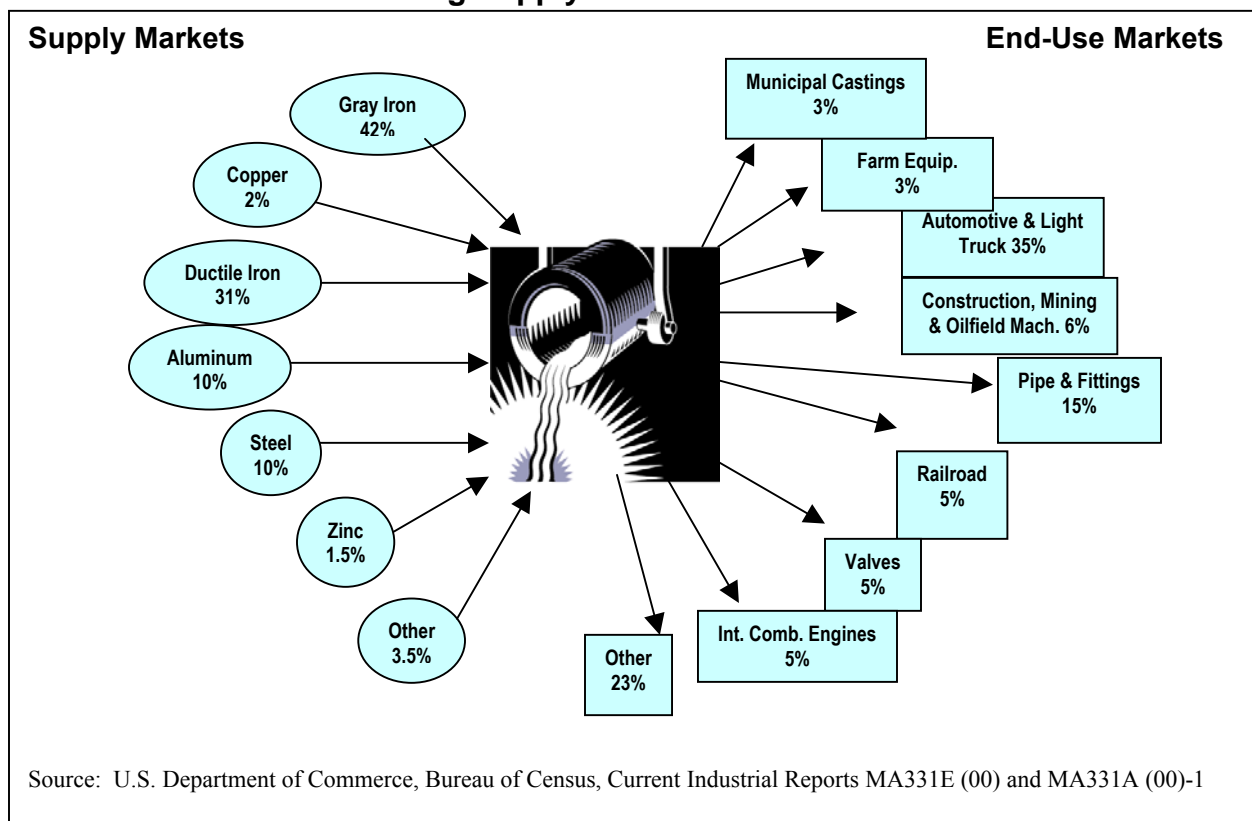 Supply Markets
End-Use Markets
Gray Iron
42%
Copper
2%
Ductile Iron
31%
Aluminum
10%
Steel
10%
Zinc
1.5%
Other
3.5%
Municipal Castings
3%
Farm Equip.
3%
Automotive & Light
Truck 35%
Construction, Mining
& Oilfield Mach. 6%
Pipe & Fittings
15%
Railroad
5%
Valves
5%
Int. Comb. Engines
5%
Other
23%
Source: U.S. Department of Commerce, Bureau of Census, Current Industrial Reports MA331E (00) and MA331A (00)-1